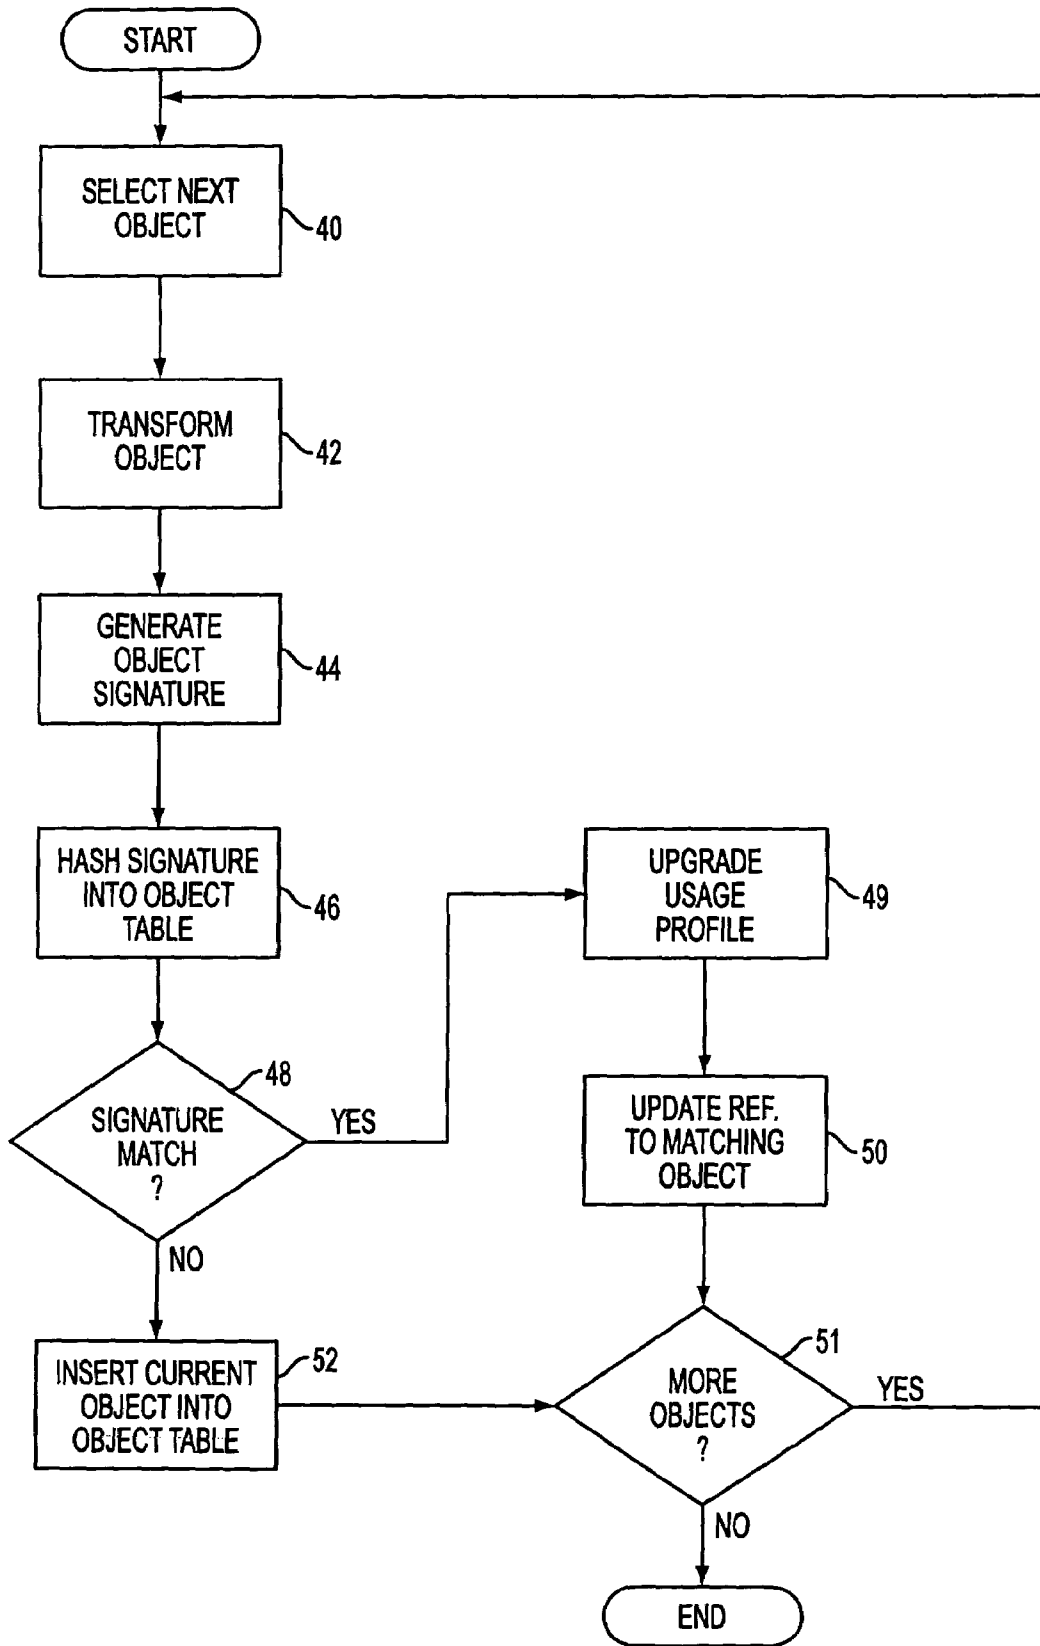 START
SELECT NEXT
OBJECT
40
TRANSFORM
OBJECT
42
GENERATE
OBJECT
SIGNATURE
44
HASH SIGNATURE
INTO OBJECT
TABLE
46
SIGNATURE
MATCH
?
48
YES
NO
UPGRADE
USAGE
PROFILE
49
UPDATE REF.
TO MATCHING
OBJECT
50
INSERT CURRENT
OBJECT INTO
OBJECT TABLE
52
MORE
OBJECTS
?
51
YES
NO
END